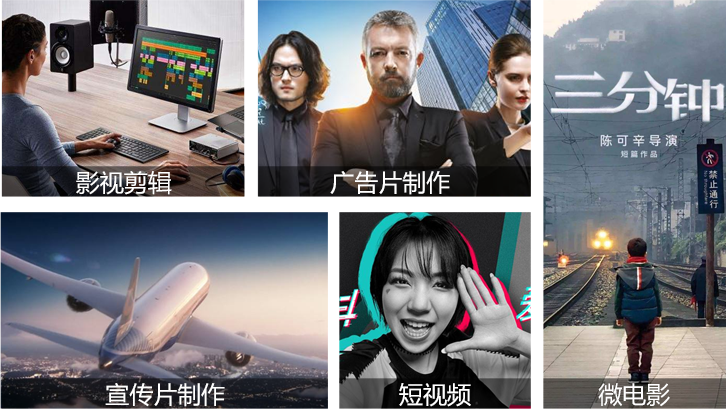 影视剪辑
广告片制作
三分钟
陈可辛导演
短篇作品
禁止通行
宣传片制作
抖
短视频
微电影